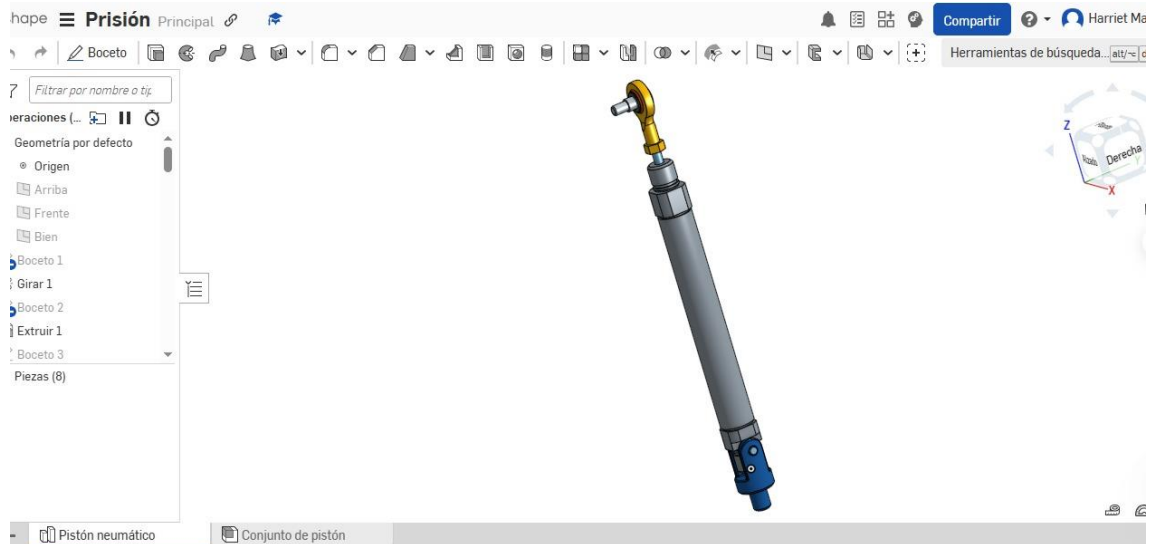 hape Prisión Principal Compartir Harriet Ma
Boceto Herramientas de búsqueda... alt/~
Filtrar por nombre o tip
peraciones (...
Geometría por defecto
Origen
Arriba
Frente
Bien
Boceto 1
Girar 1
Boceto 2
Extruir 1
Boceto 3
Piezas (8)
Z
Derecha
Y
X
Pistón neumático Conjunto de pistón